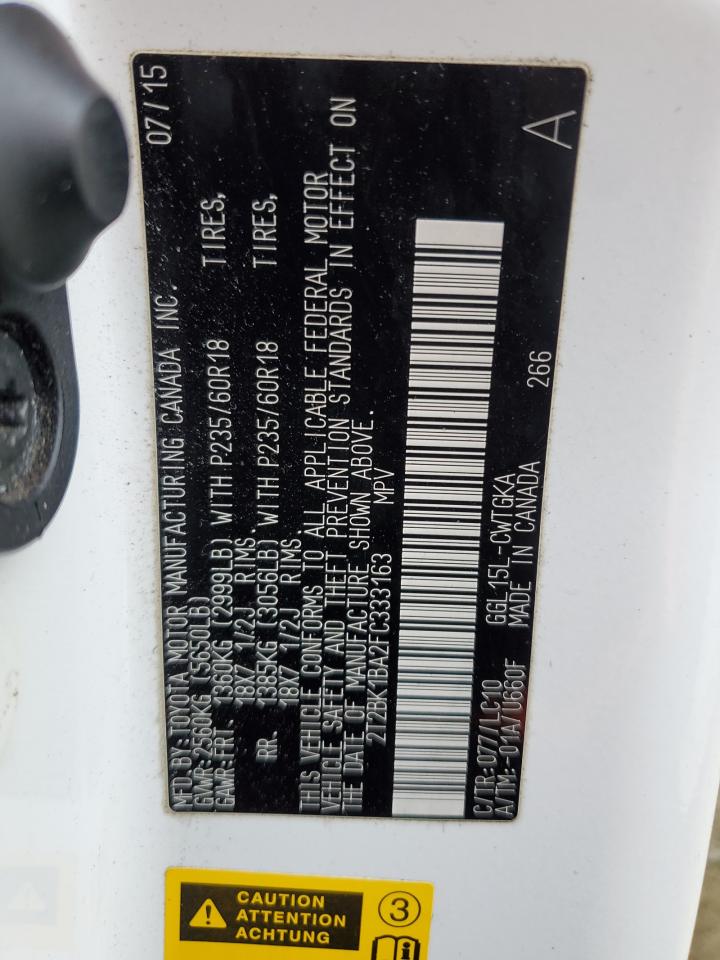 MFD BY: TOYOTA MOTOR MANUFACTURING CANADA INC. 07/15
GVWR: 2560KG (5650LB)
GAWR: FRT. 1360KG (2999LB) WITH P235/60R18 TIRES,
18X7 1/2J RIMS.
RR. 1385KG (3056LB) WITH P235/60R18 TIRES,
18X7 1/2J RIMS.
THIS VEHICLE CONFORMS TO ALL APPLICABLE FEDERAL MOTOR
VEHICLE SAFETY AND THEFT PREVENTION STANDARDS IN EFFECT ON
THE DATE OF MANUFACTURE SHOWN ABOVE.
2T2BK1BA2FC333163 MPV
C/TR: 077/LC10 GGL15L-CWTGKA
A/TM: -01A/U660F MADE IN CANADA 266 A
CAUTION
ATTENTION
ACHTUNG
3